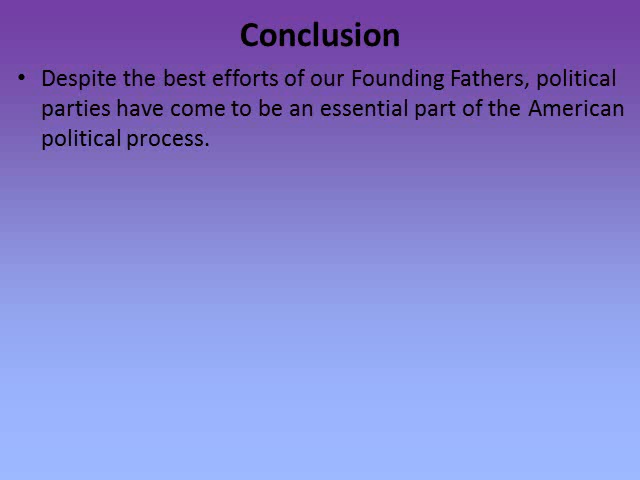 Conclusion
• Despite the best efforts of our Founding Fathers, political
parties have come to be an essential part of the American
political process.